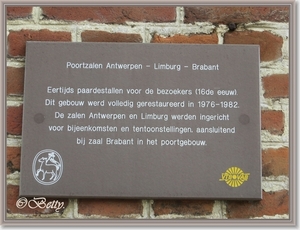 Poortzalen Antwerpen - Limburg - Brabant
Eertijds paardestallen voor de bezoekers (16de eeuw).
Dit gebouw werd volledig gerestaureerd in 1976-1982.
De zalen Antwerpen en Limburg werden ingericht
voor bijeenkomsten en tentoonstellingen, aansluitend
bij zaal Brabant in het poortgebouw.
©Betty